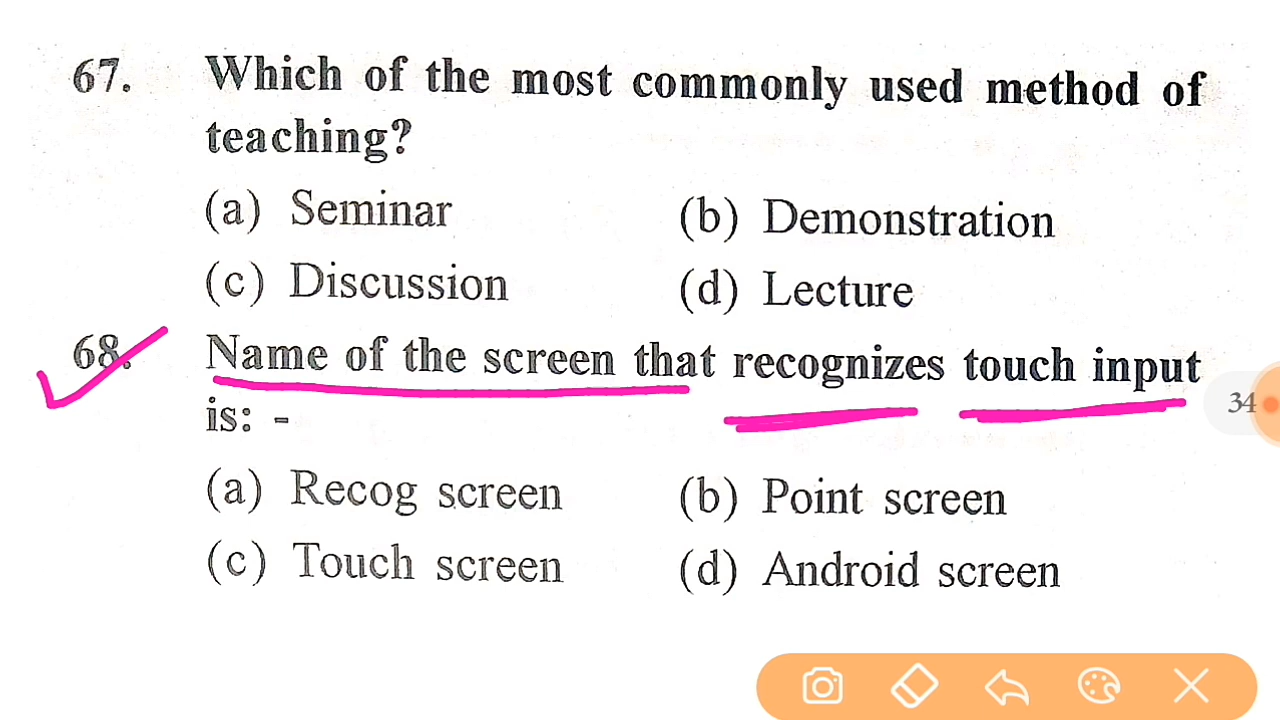 67. Which of the most commonly used method of
teaching?
(a) Seminar (b) Demonstration
(c) Discussion (d) Lecture
68. Name of the screen that recognizes touch input
is: -
(a) Recog screen (b) Point screen
(c) Touch screen (d) Android screen
34